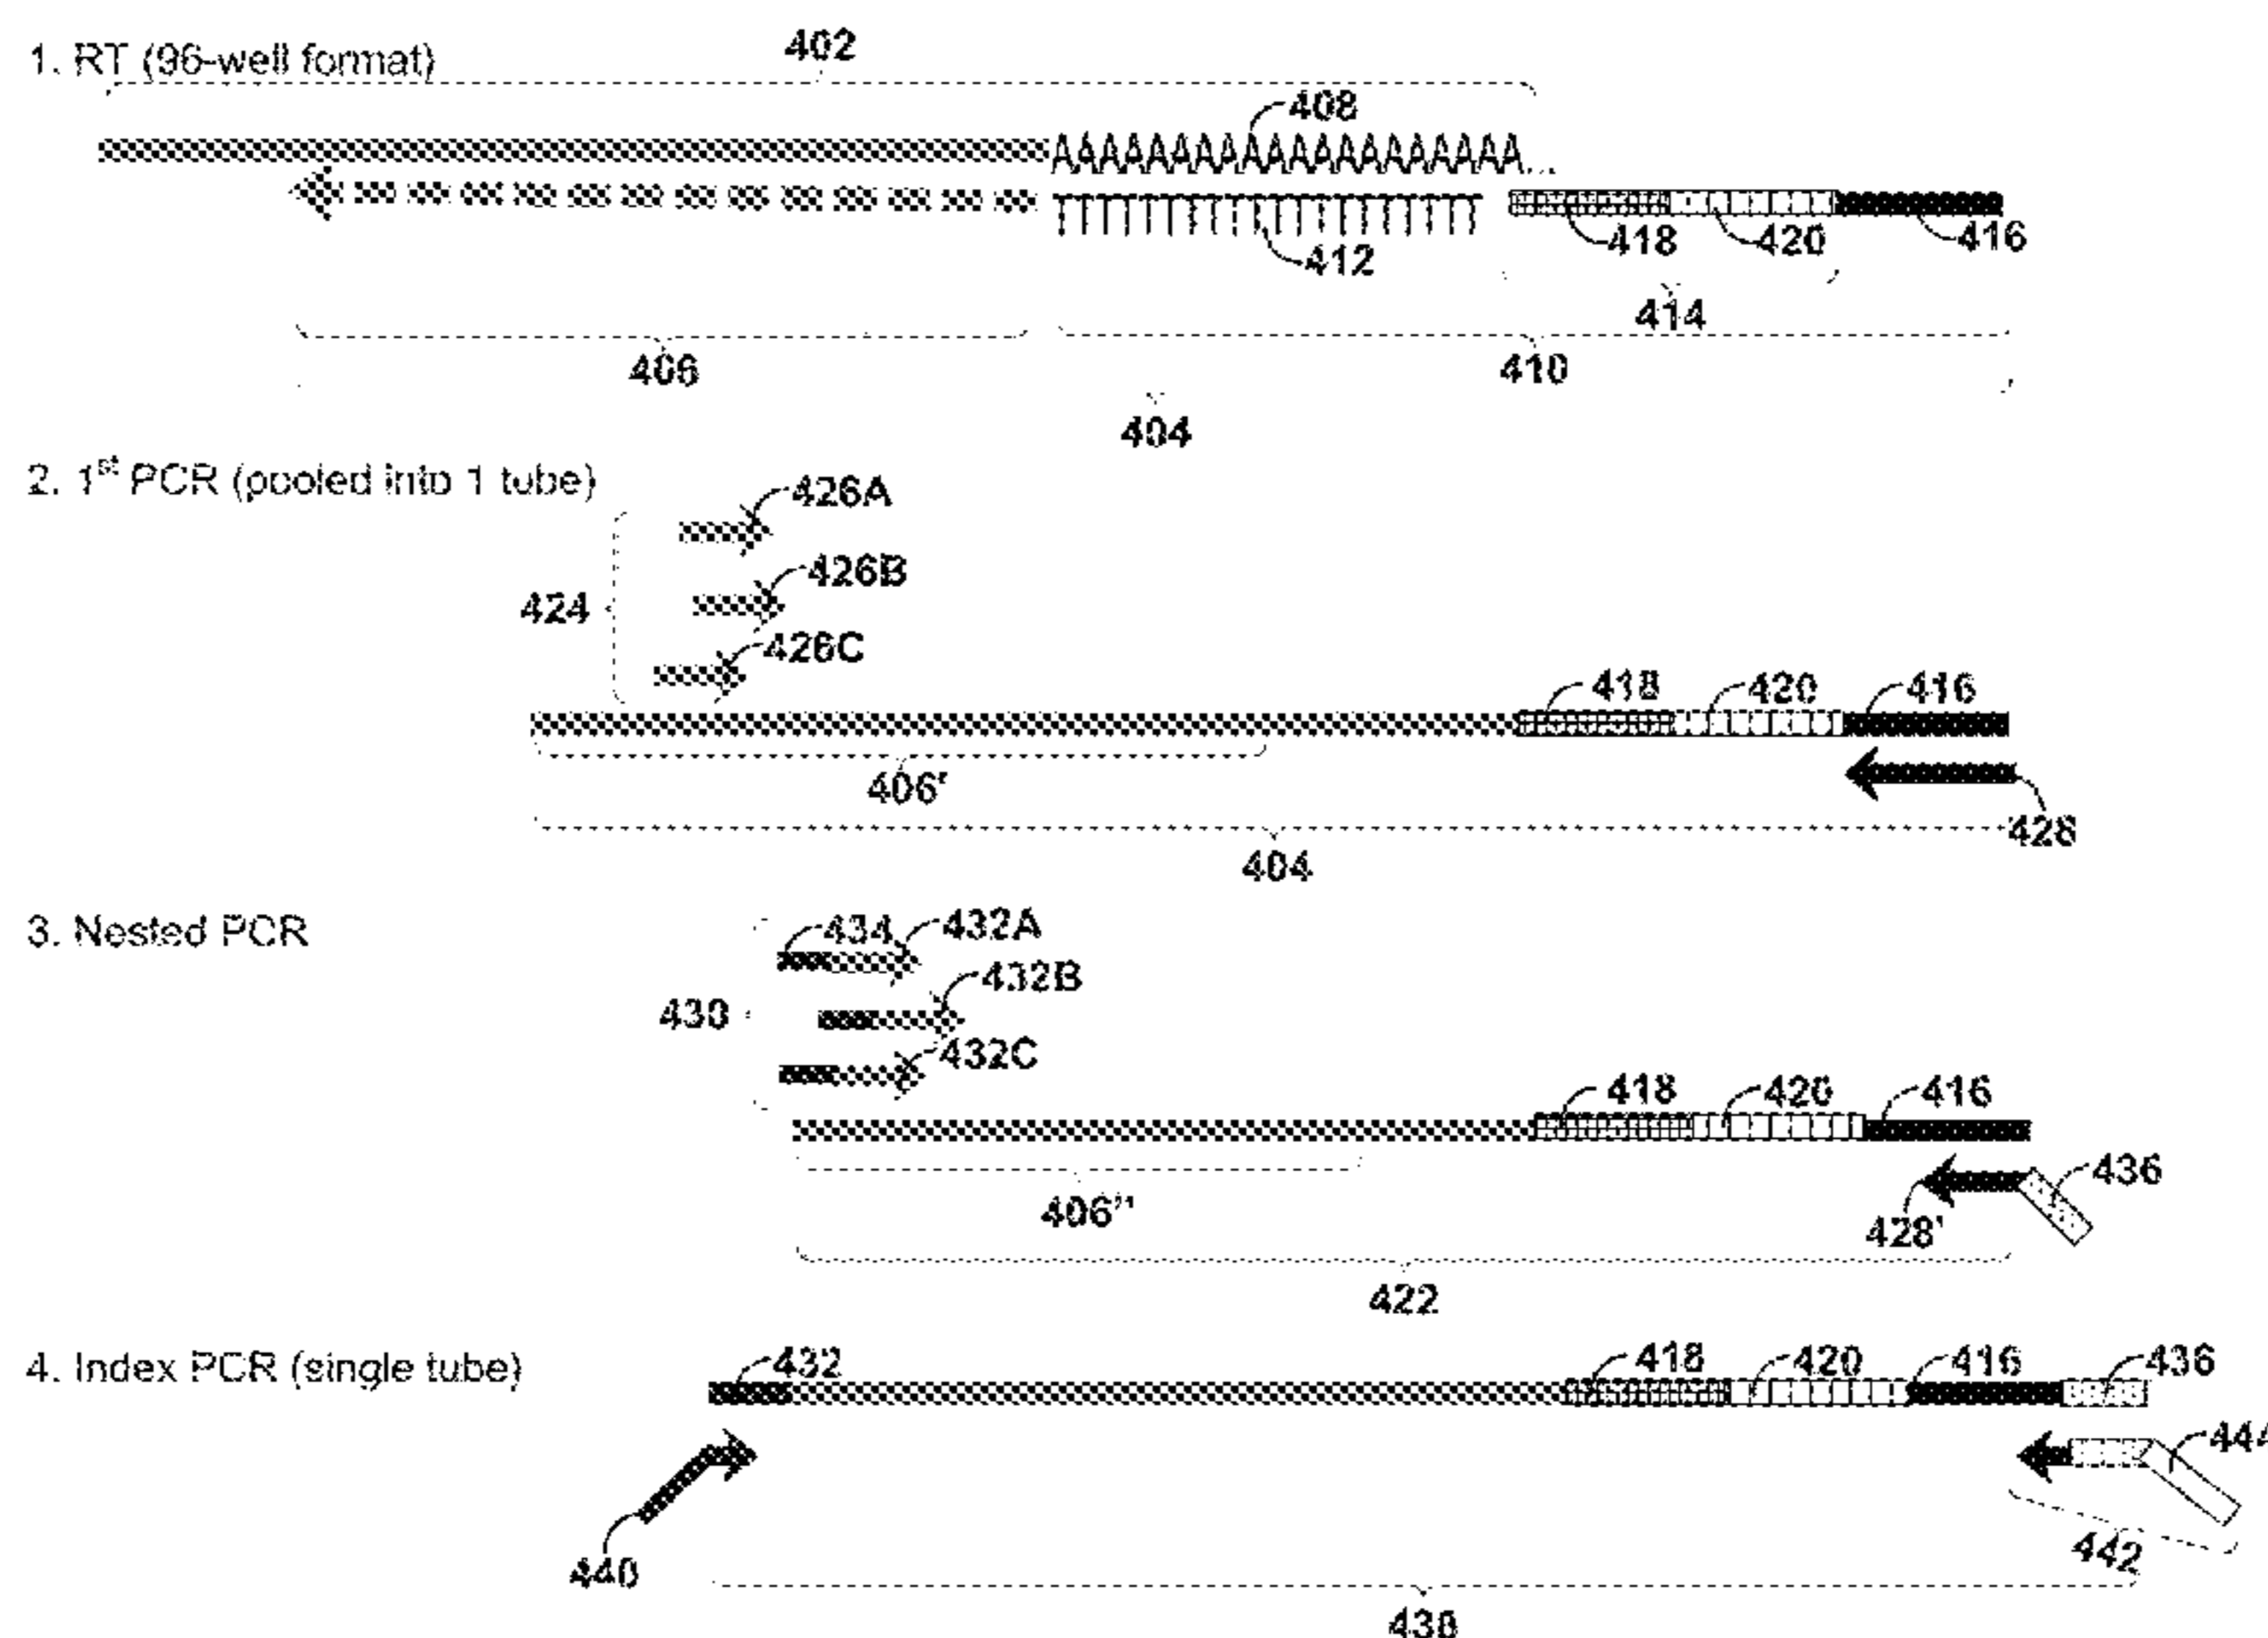 1. RT (96-well format)
402
408
AAAAAAAAAAAAAAAAAAAA...
TTTTTTTTTTTTTTTTTTTT
412
418
420
416
414
406
410
404
2. 1st PCR (pooled into 1 tube)
426A
426B
424
426C
418
420
416
406'
428
404
3. Nested PCR
434
432A
432B
430
432C
418
420
416
436
406"
428'
422
4. Index PCR (single tube)
432
418
420
416
436
444
440
442
438